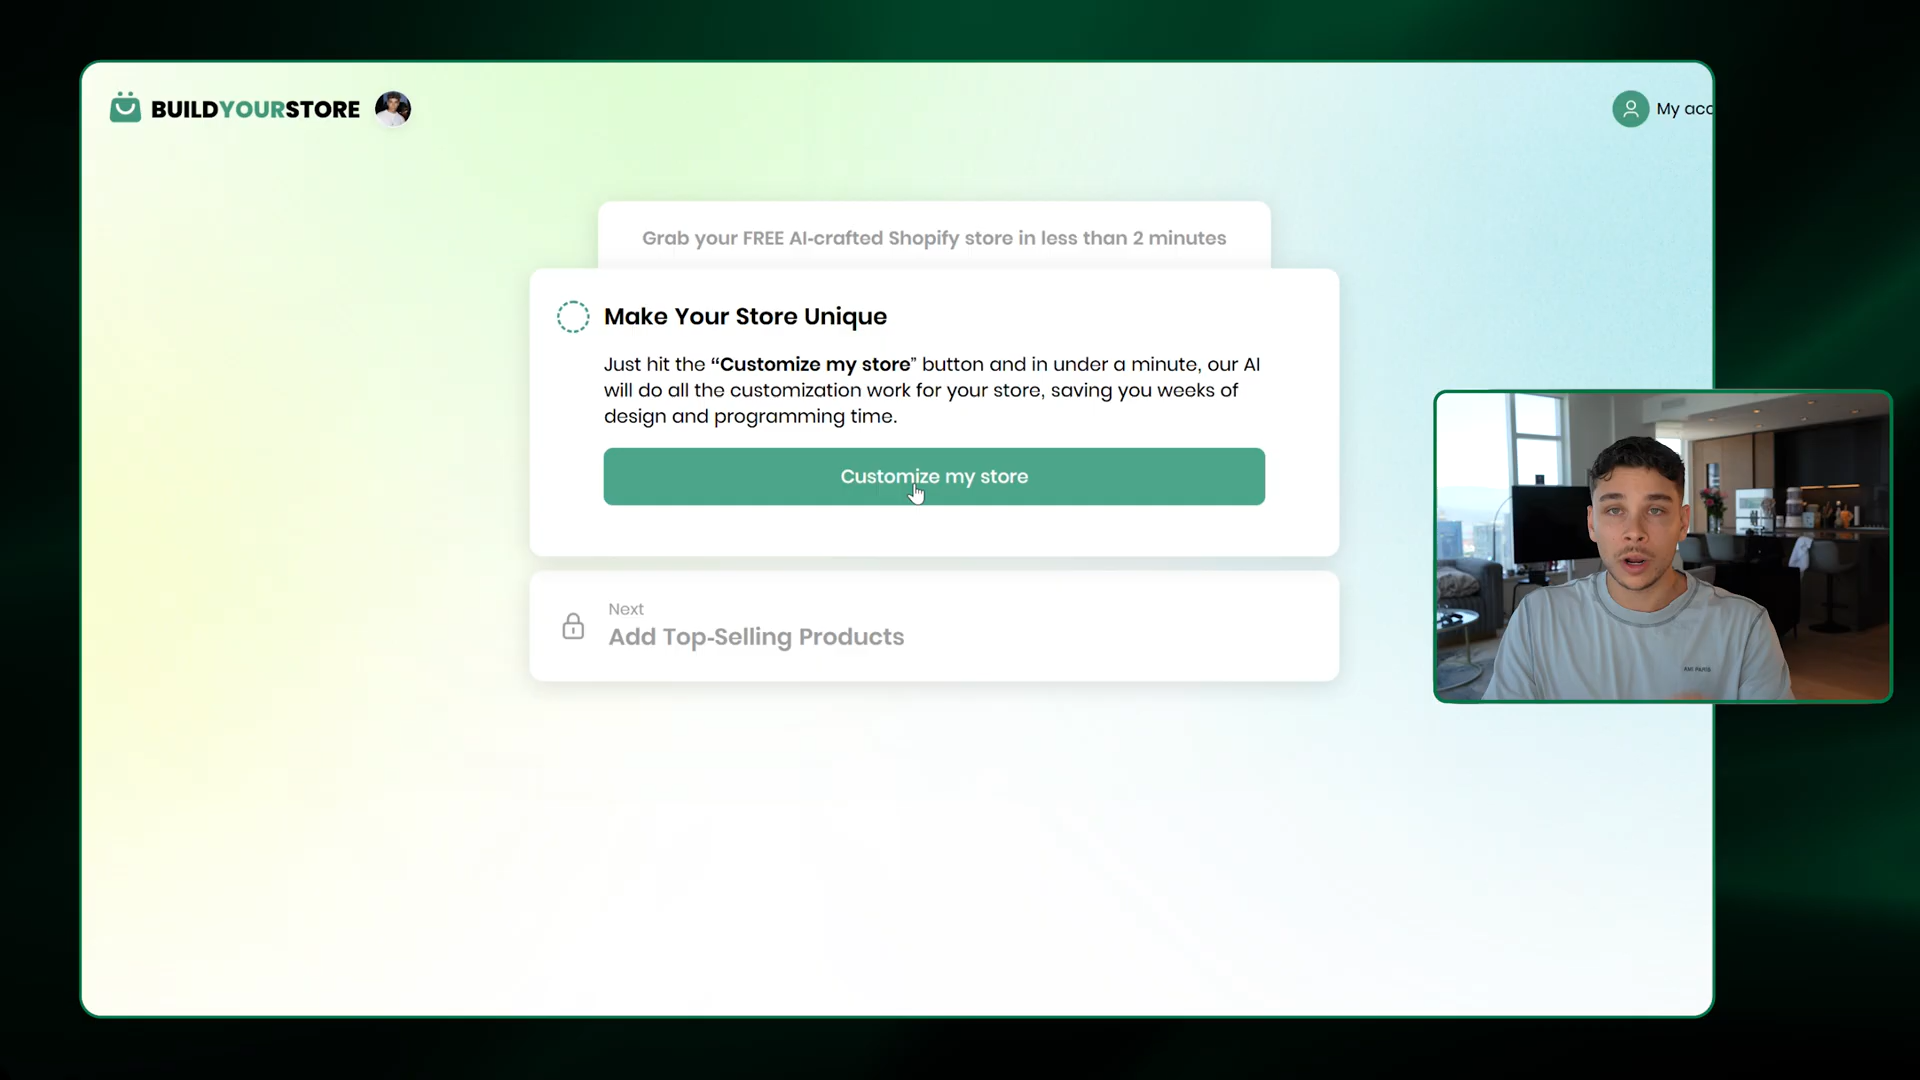 BUILDYOURSTORE
My acc
Grab your FREE AI-crafted Shopify store in less than 2 minutes
Make Your Store Unique
Just hit the “Customize my store” button and in under a minute, our AI
will do all the customization work for your store, saving you weeks of
design and programming time.
Customize my store
Next
Add Top-Selling Products
AMI PARIS